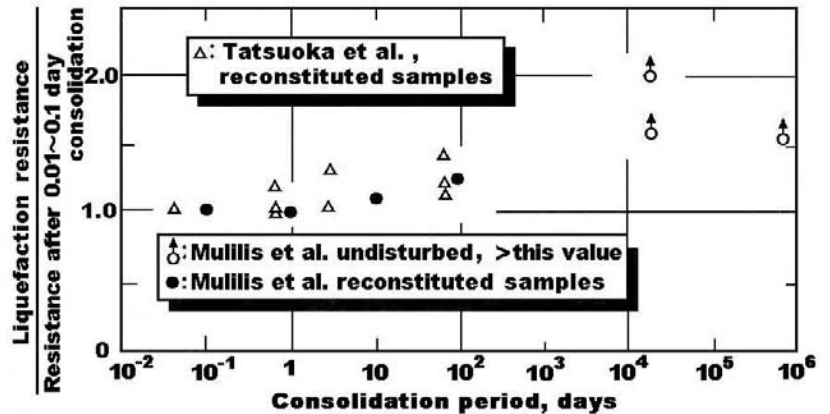 Liquefaction resistance
Resistance after 0.01~0.1 day
consolidation
2.0
1.0
0
△: Tatsuoka et al. ,
reconstituted samples
:Mulilis et al. undisturbed, >this value
●:Mulilis et al. reconstituted samples
10-2 10-1 1 10 10² 10³ 10⁴ 10⁵ 10⁶
Consolidation period, days